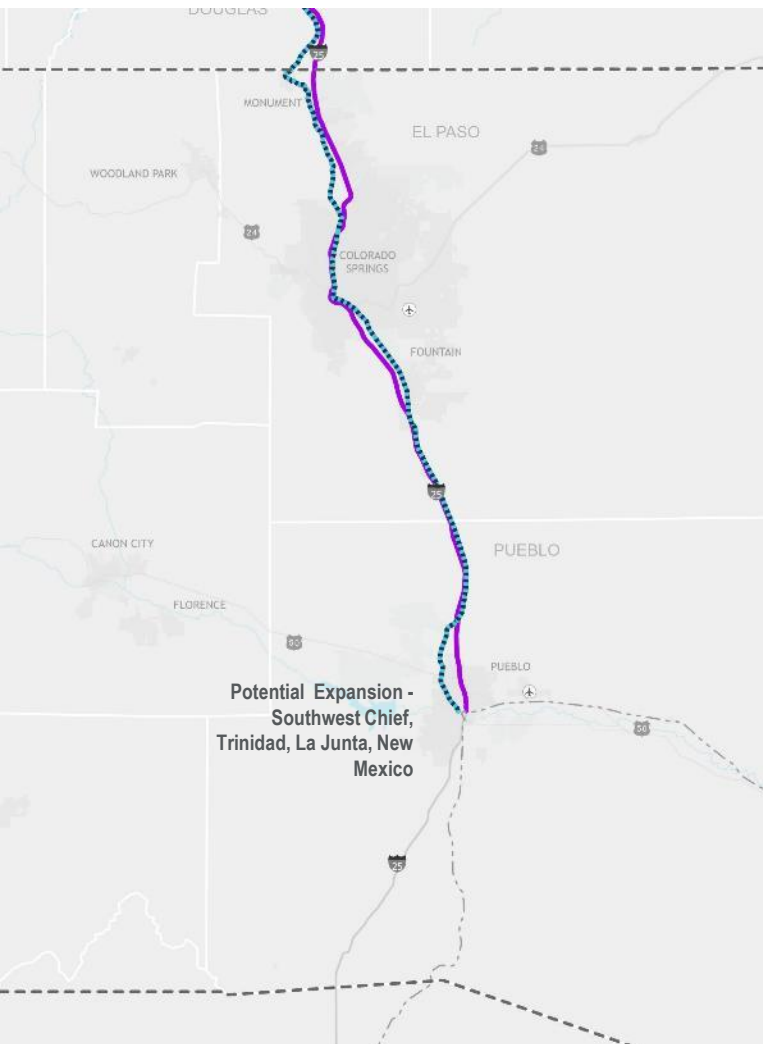 DOUGLAS
25
MONUMENT
EL PASO
24
WOODLAND PARK
24
COLORADO
SPRINGS
FOUNTAIN
25
CANON CITY
PUEBLO
FLORENCE
50
PUEBLO
Potential Expansion -
Southwest Chief,
Trinidad, La Junta, New
Mexico
50
25